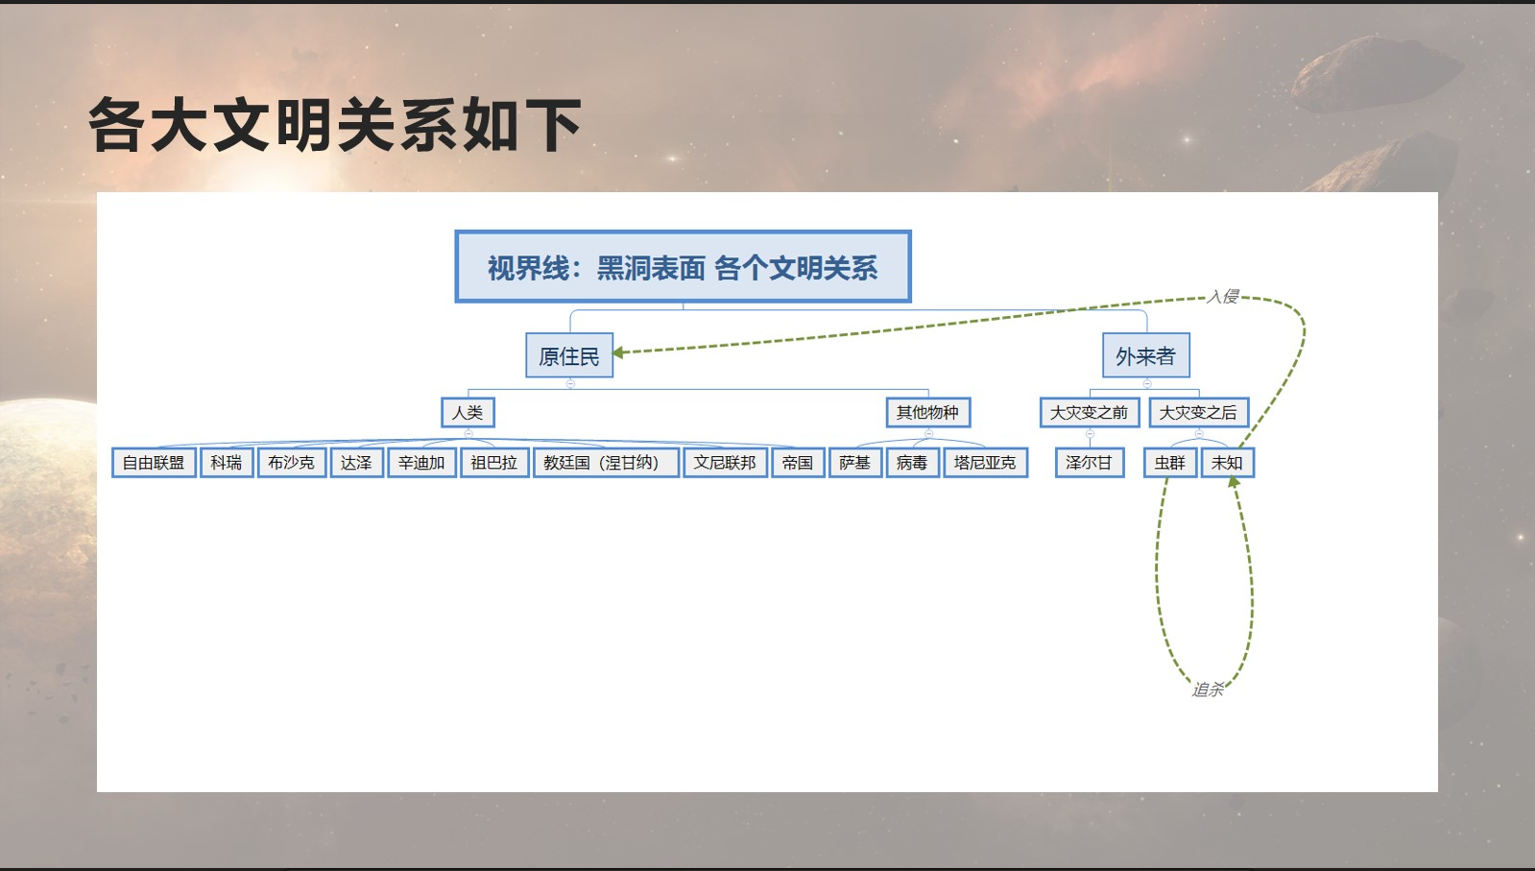 各大文明关系如下
视界线：黑洞表面 各个文明关系
入侵
原住民
外来者
人类
其他物种
大灾变之前
大灾变之后
自由联盟
科瑞
布沙克
达泽
辛迪加
祖巴拉
教廷国（涅甘纳）
文尼联邦
帝国
萨基
病毒
塔尼亚克
泽尔甘
虫群
未知
追杀